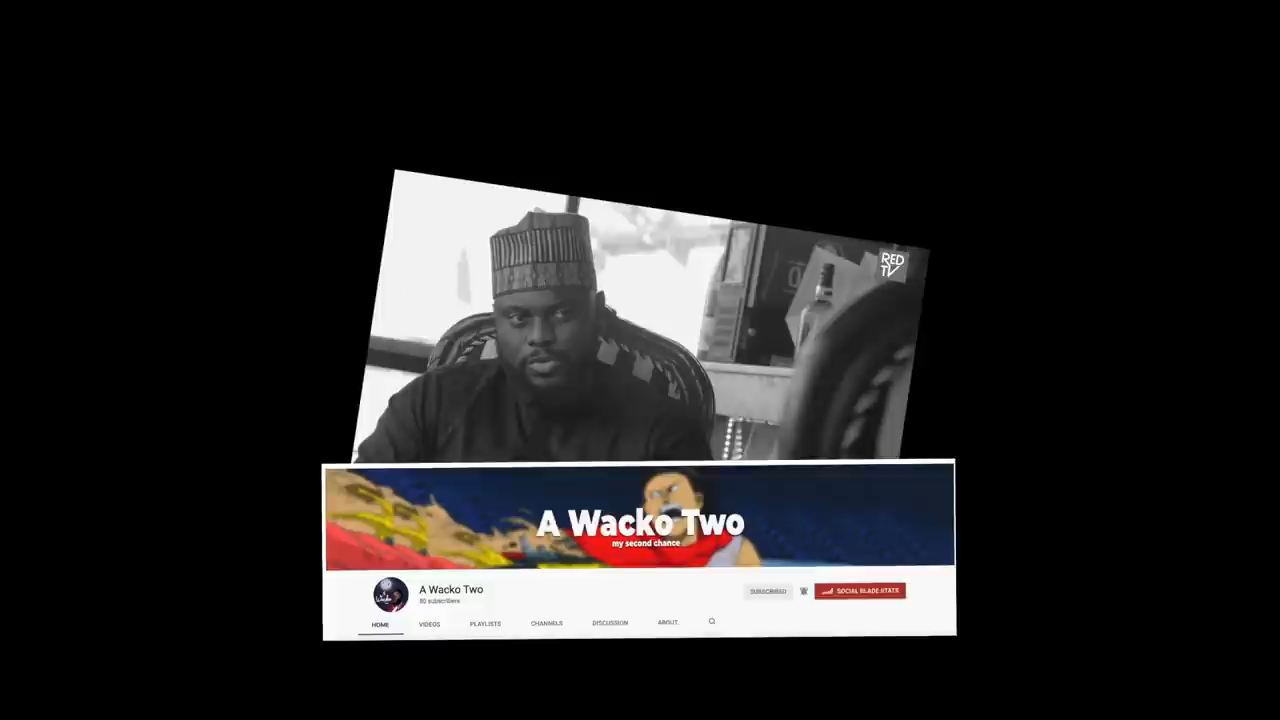 RED
TV
A Wacko Two
my second chance
A Wacko Two
80 subscribers
SUBSCRIBED
SOCIAL BLADE STATS
HOME
VIDEOS
PLAYLISTS
CHANNELS
DISCUSSION
ABOUT